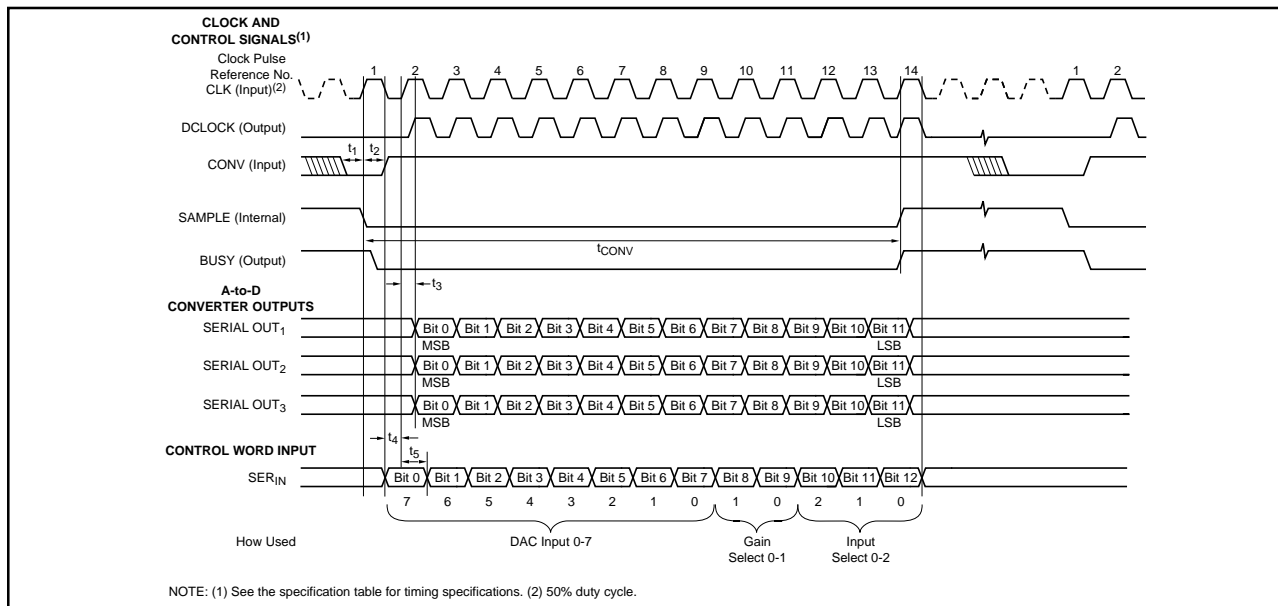 CLOCK AND
CONTROL SIGNALS(1)
Clock Pulse
Reference No.
1 2 3 4 5 6 7 8 9 10 11 12 13 14 1 2
CLK (Input)(2)
DCLOCK (Output)
t1 t2
CONV (Input)
SAMPLE (Internal)
tCONV
BUSY (Output)
t3
A-to-D
CONVERTER OUTPUTS
SERIAL OUT1 Bit 0 Bit 1 Bit 2 Bit 3 Bit 4 Bit 5 Bit 6 Bit 7 Bit 8 Bit 9 Bit 10 Bit 11
MSB LSB
SERIAL OUT2 Bit 0 Bit 1 Bit 2 Bit 3 Bit 4 Bit 5 Bit 6 Bit 7 Bit 8 Bit 9 Bit 10 Bit 11
MSB LSB
SERIAL OUT3 Bit 0 Bit 1 Bit 2 Bit 3 Bit 4 Bit 5 Bit 6 Bit 7 Bit 8 Bit 9 Bit 10 Bit 11
MSB LSB
t4
CONTROL WORD INPUT
t5
SERIN Bit 0 Bit 1 Bit 2 Bit 3 Bit 4 Bit 5 Bit 6 Bit 7 Bit 8 Bit 9 Bit 10 Bit 11 Bit 12
7 6 5 4 3 2 1 0 1 0 2 1 0
How Used DAC Input 0-7 Gain Input
Select 0-1 Select 0-2
NOTE: (1) See the specification table for timing specifications. (2) 50% duty cycle.